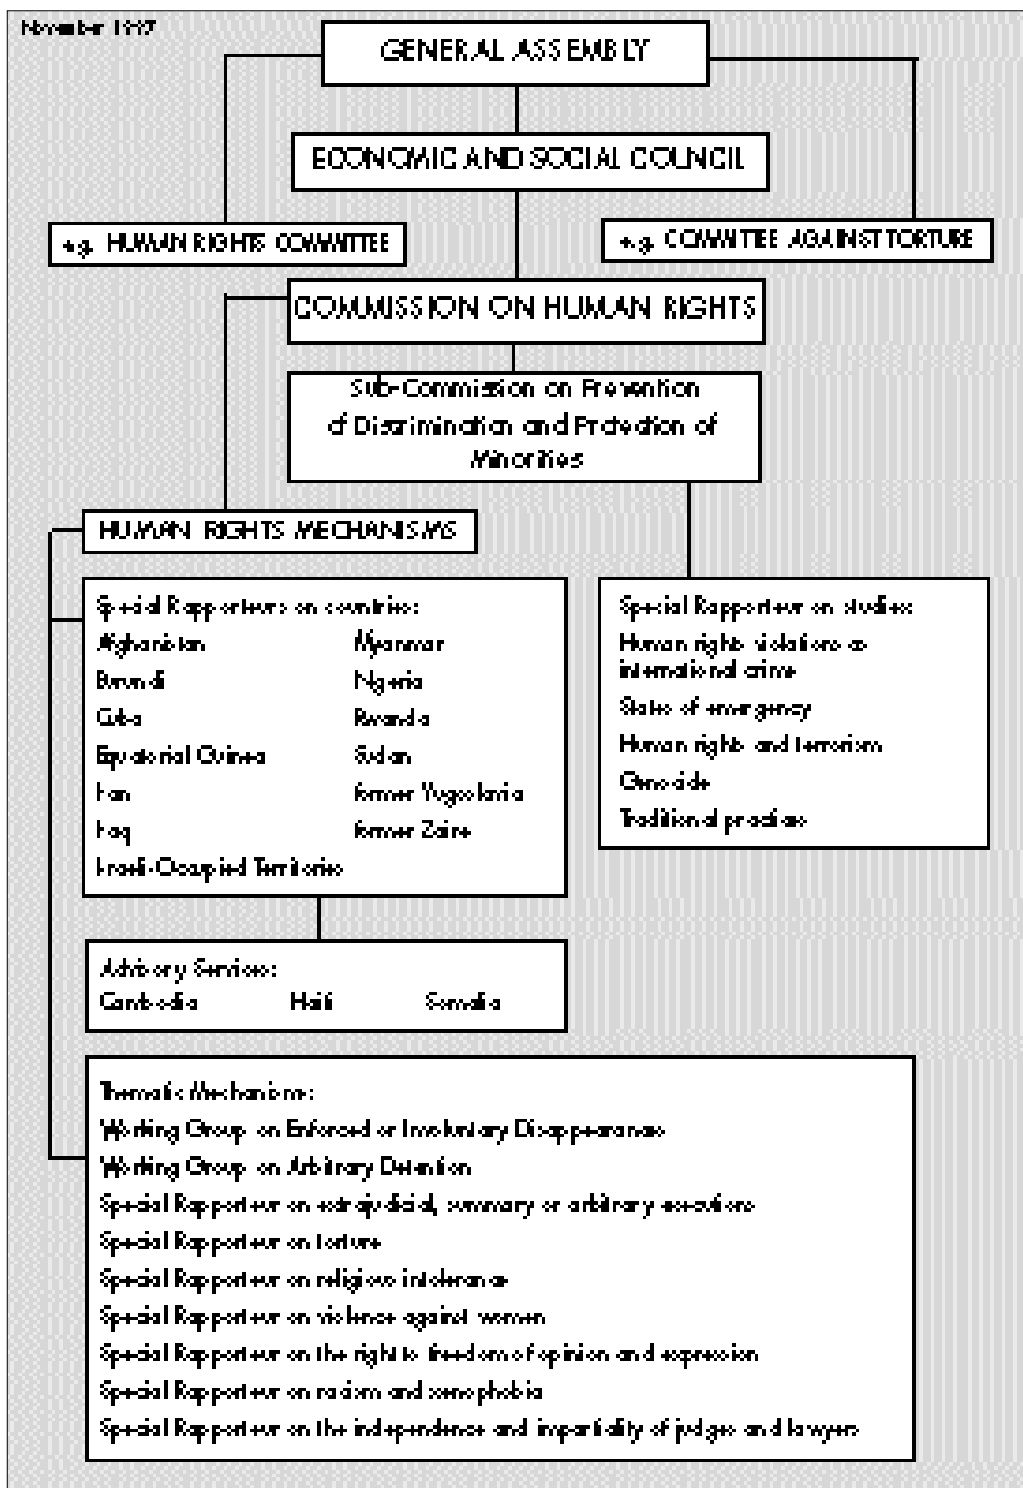 November 1997
GENERAL ASSEMBLY
ECONOMIC AND SOCIAL COUNCIL
e.g. HUMAN RIGHTS COMMITTEE
e.g. COMMITTEE AGAINST TORTURE
COMMISSION ON HUMAN RIGHTS
Sub-Commission on Prevention
of Discrimination and Protection of
Minorities
HUMAN RIGHTS MECHANISMS
Special Rapporteurs on countries:
Afghanistan
Burundi
Cuba
Equatorial Guinea
Iran
Iraq
Israeli-Occupied Territories
Myanmar
Nigeria
Rwanda
Sudan
former Yugoslavia
former Zaire
Special Rapporteur on studies:
Human rights violations as
international crime
States of emergency
Human rights and terrorism
Genocide
Traditional practices
Advisory Services:
Cambodia Haiti Somalia
Thematic Mechanisms:
Working Group on Enforced or Involuntary Disappearances
Working Group on Arbitrary Detention
Special Rapporteur on extrajudicial, summary or arbitrary executions
Special Rapporteur on torture
Special Rapporteur on religious intolerance
Special Rapporteur on violence against women
Special Rapporteur on the right to freedom of opinion and expression
Special Rapporteur on racism and xenophobia
Special Rapporteur on the independence and impartiality of judges and lawyers